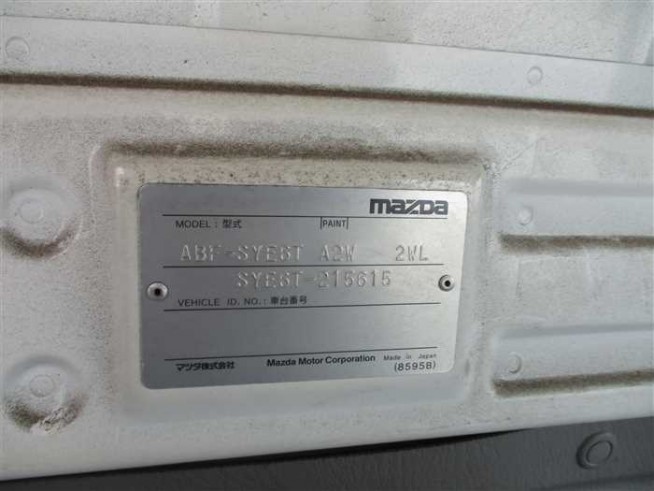 mazda
MODEL : 型式 PAINT
ABF-SYE6T A2W 2WL
SYE6T-215615
VEHICLE ID. NO. : 車台番号
マツダ株式会社 Mazda Motor Corporation Made in Japan
(8595B)